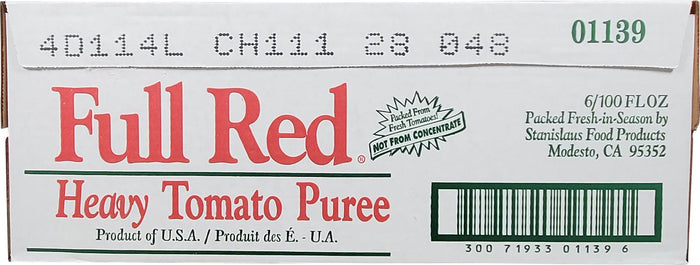 4D114L CH111 28 048
01139
Full Red®
Packed From
Fresh Tomatoes!
NOT FROM CONCENTRATE
6/100 FL OZ
Packed Fresh-in-Season by
Stanislaus Food Products
Modesto, CA 95352
Heavy Tomato Puree
Product of U.S.A. / Produit des É. - U.A.
300 71933 01139 6